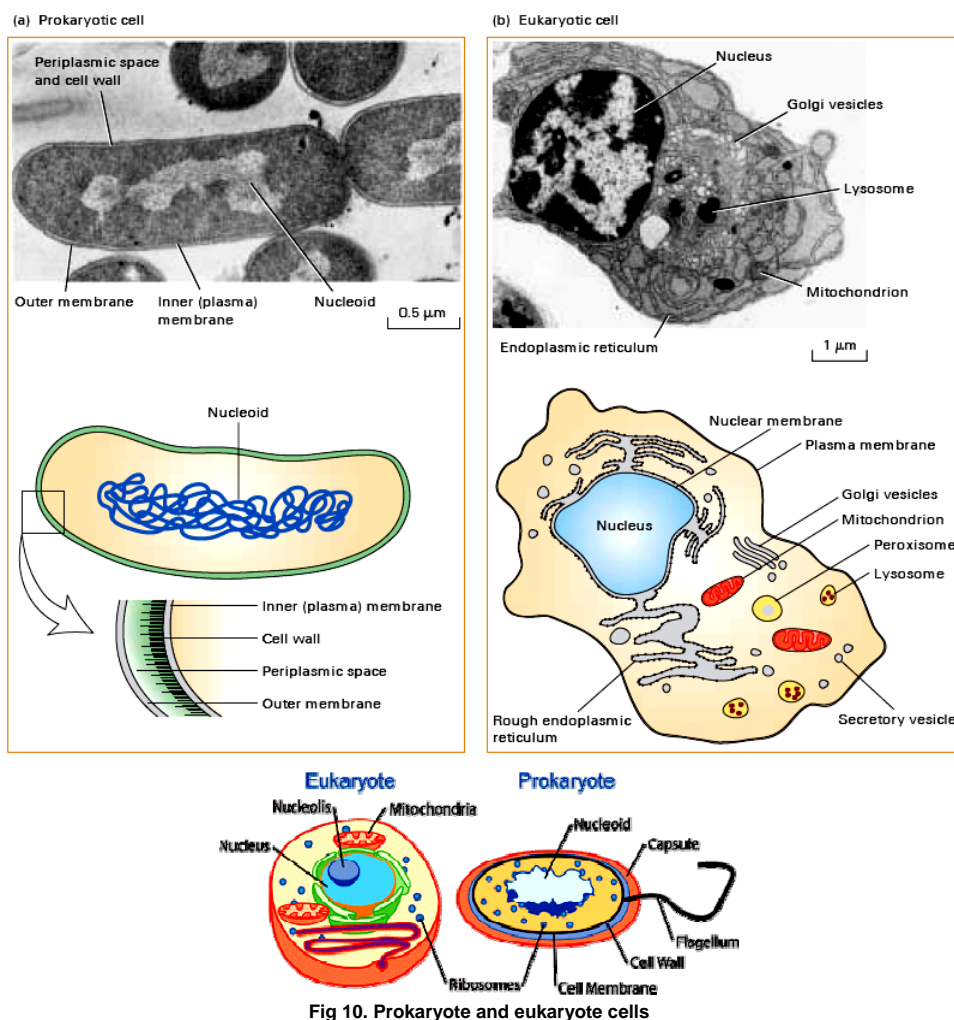 (a) Prokaryotic cell
Periplasmic space
and cell wall
Outer membrane
Inner (plasma)
membrane
Nucleoid
0.5 μm
Nucleoid
Inner (plasma) membrane
Cell wall
Periplasmic space
Outer membrane
(b) Eukaryotic cell
Nucleus
Golgi vesicles
Lysosome
Mitochondrion
Endoplasmic reticulum
1 μm
Nuclear membrane
Plasma membrane
Golgi vesicles
Mitochondrion
Peroxisome
Lysosome
Nucleus
Rough endoplasmic
reticulum
Secretory vesicle
Eukaryote
Nucleolis
Mitochondria
Nucleus
Ribosomes
Prokaryote
Nucleoid
Capsule
Flagellum
Cell Wall
Cell Membrane
Fig 10. Prokaryote and eukaryote cells